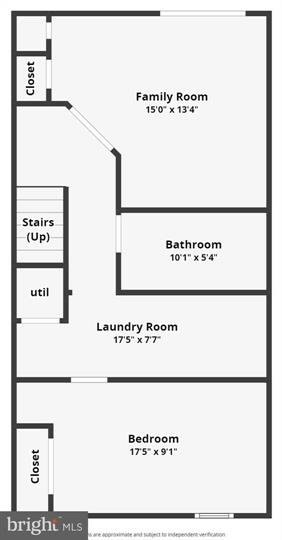 Closet
Family Room
15'0" x 13'4"
Stairs
(Up)
Bathroom
10'1" x 5'4"
util
Laundry Room
17'5" x 7'7"
Bedroom
17'5" x 9'1"
Closet
bright MLS
are approximate and subject to independent verification